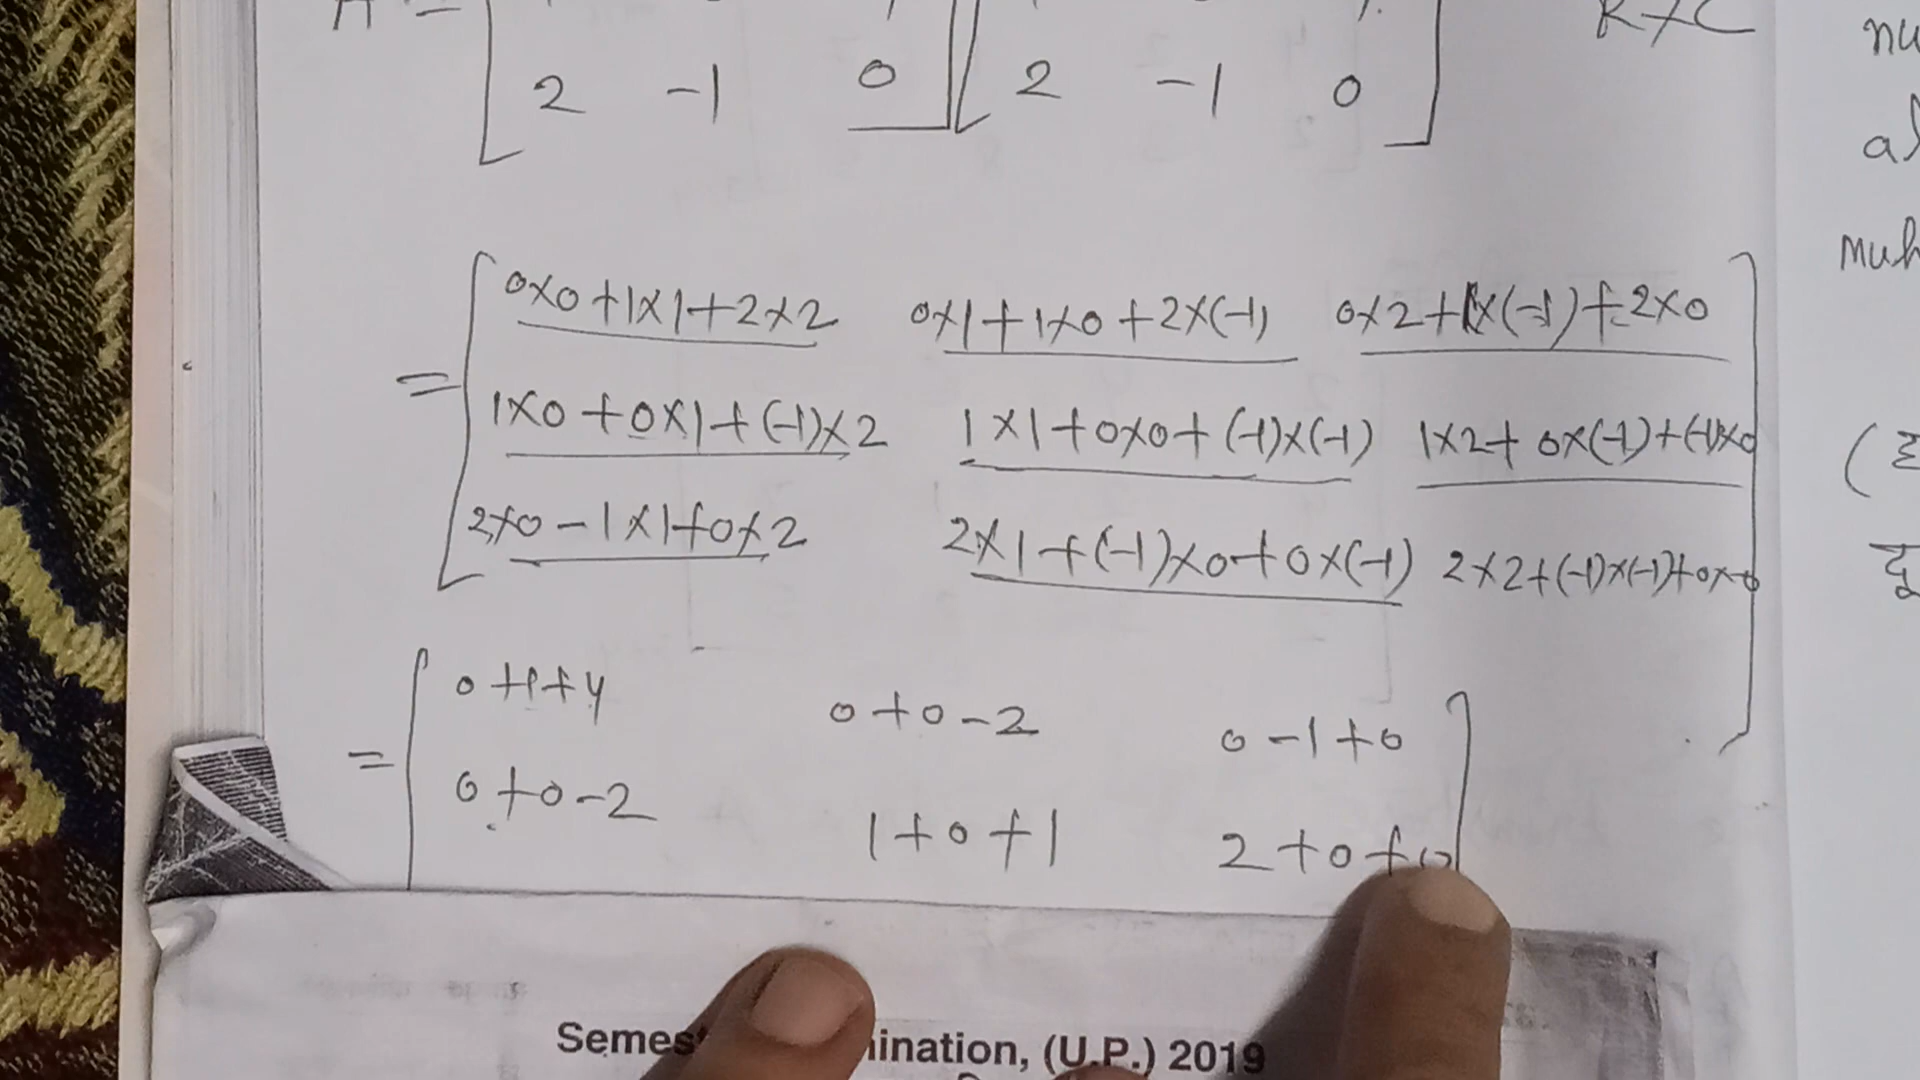 R×C
2 -1 0 2 -1 0
= 0×0+1×1+2×2 0×1+1×0+2×(-1) 0×2+1×(-1)+2×0
1×0+0×1+(-1)×2 1×1+0×0+(-1)×(-1) 1×2+0×(-1)+(-1)×0
2×0-1×1+0×2 2×1+(-1)×0+0×(-1) 2×2+(-1)×(-1)+0×0
= 0+1+4 0+0-2 0-1+0
0+0-2 1+0+1 2+0+0
ination, (U.P.) 2019